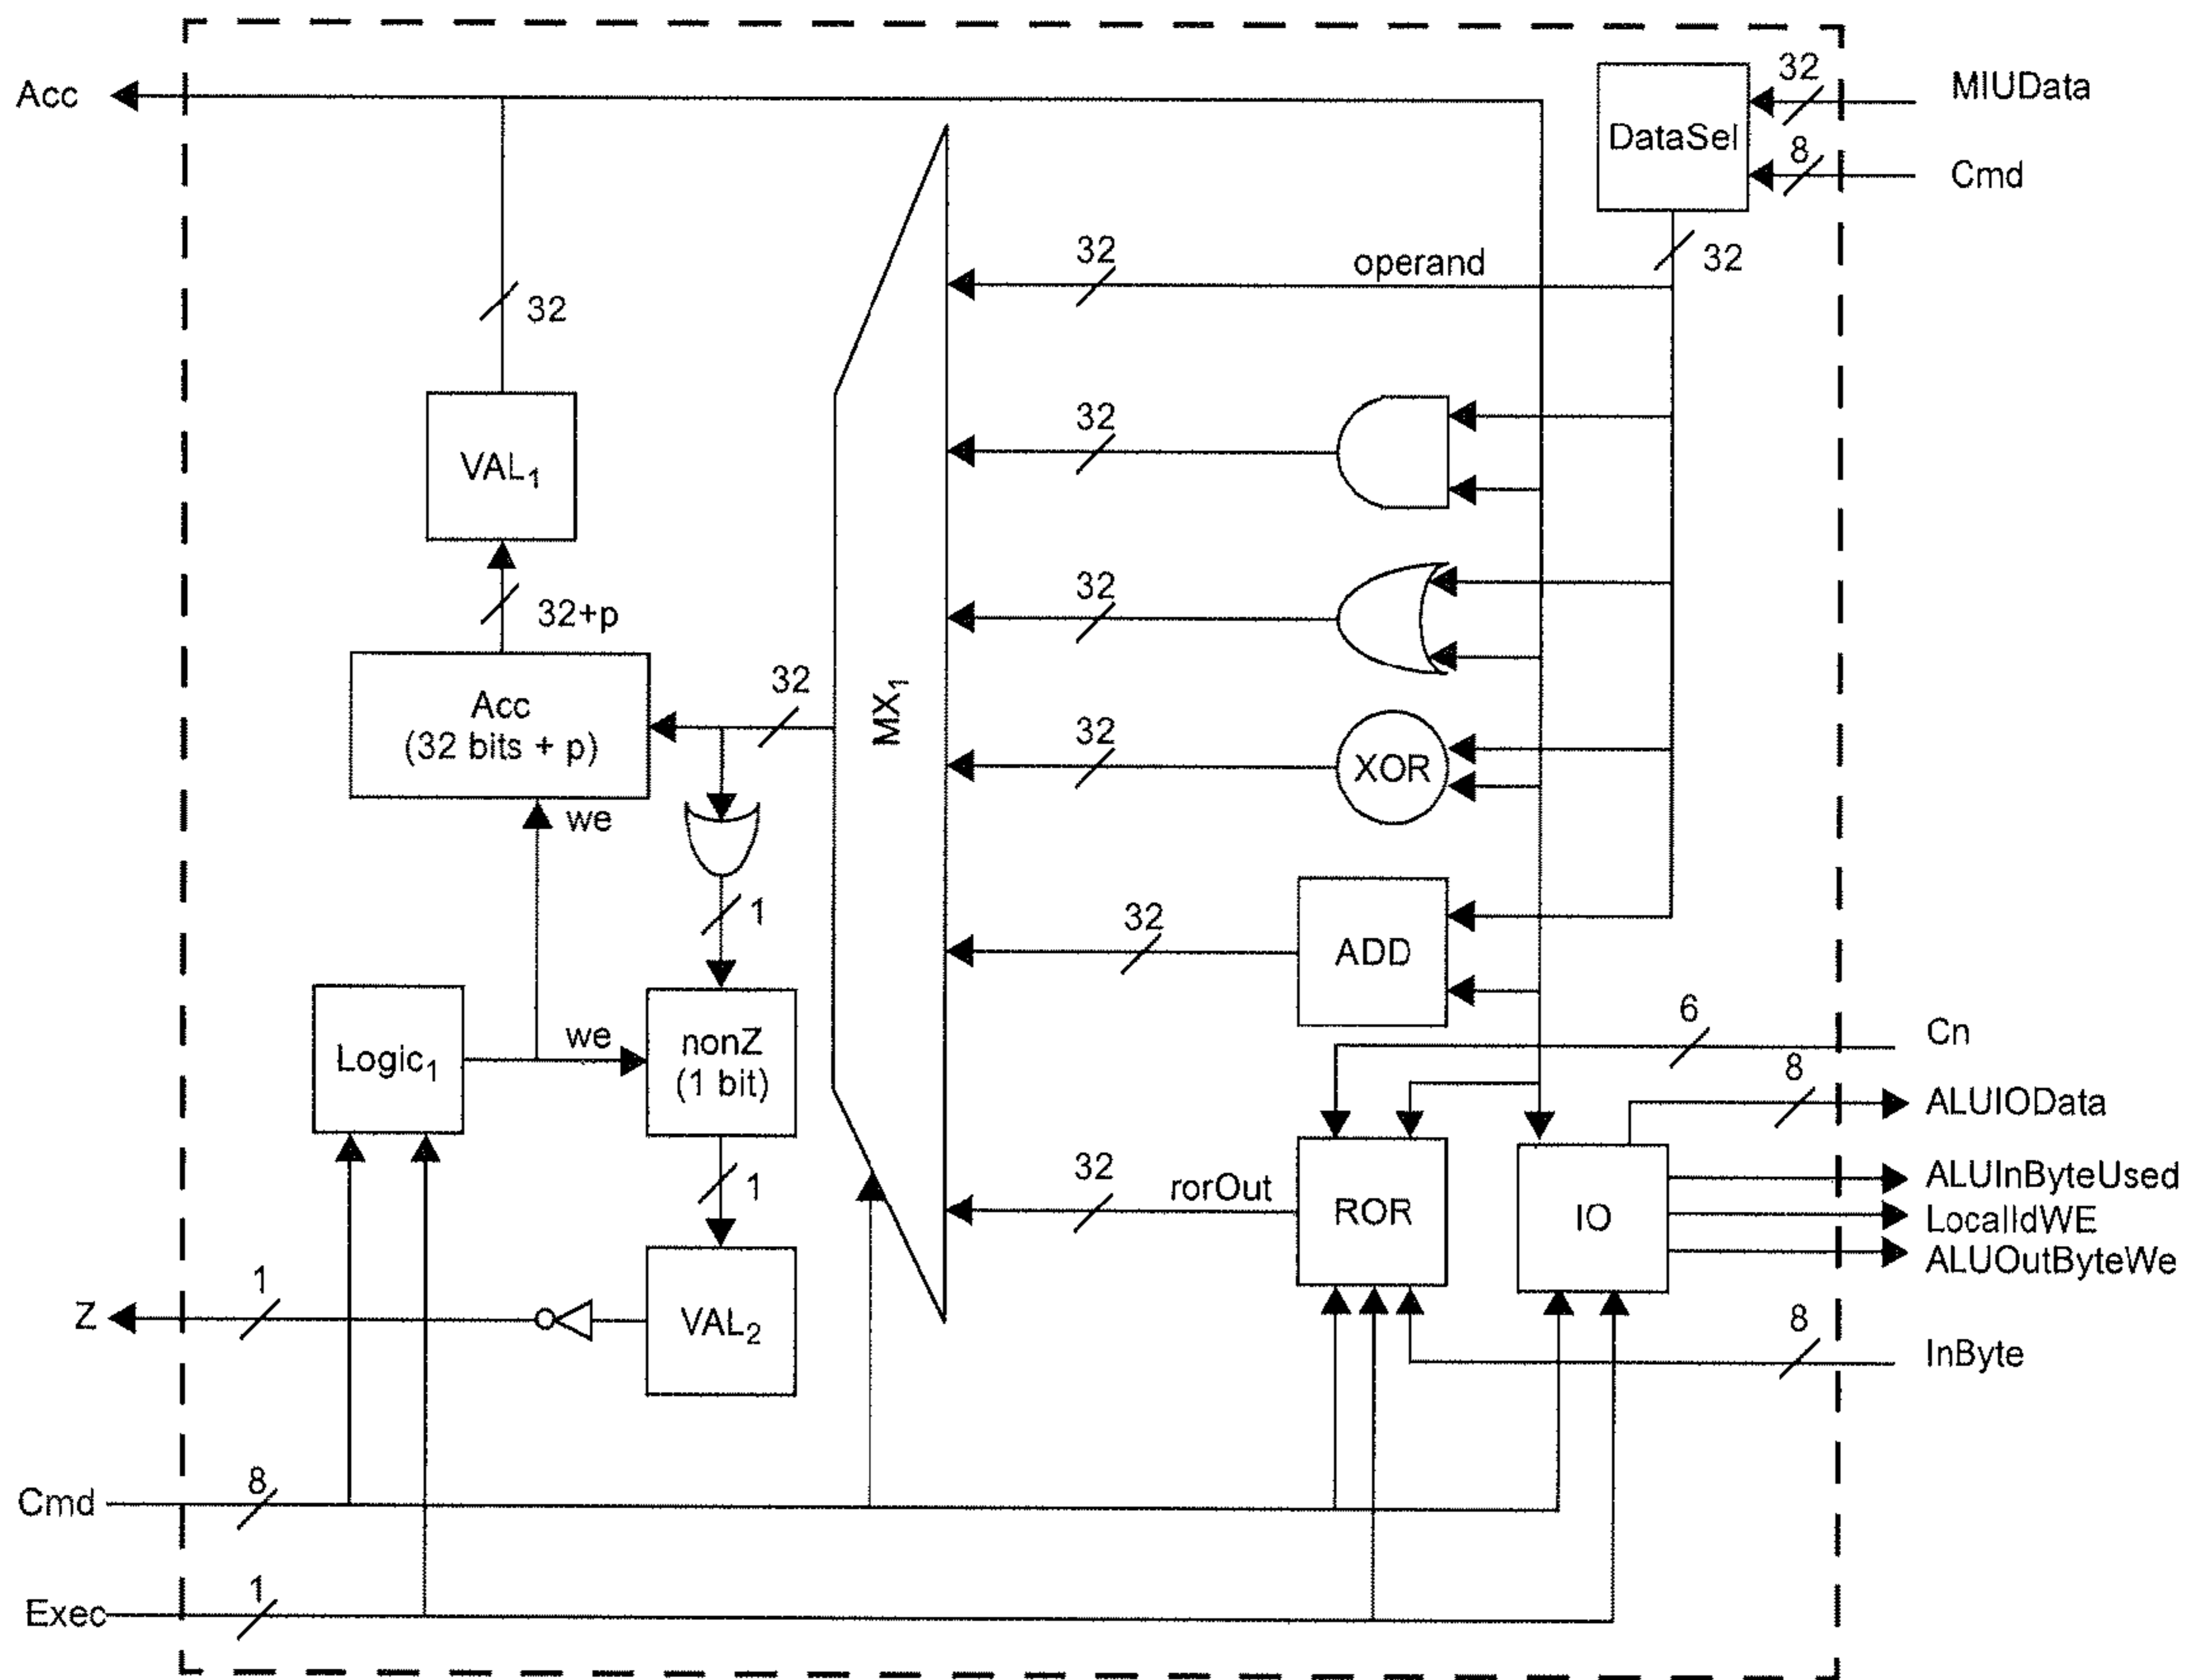 Acc
32
MIUData
DataSel
8
Cmd
32
32
operand
32
32
VAL1
32
32+p
32
Acc
(32 bits + p)
32
MX1
32
XOR
we
1
32
ADD
6
Cn
Logic1
we
nonZ
(1 bit)
8
ALUIOData
32
rorOut
ROR
IO
ALUInByteUsed
LocalIdWE
ALUOutByteWe
1
Z
1
VAL2
8
InByte
Cmd
8
Exec
1